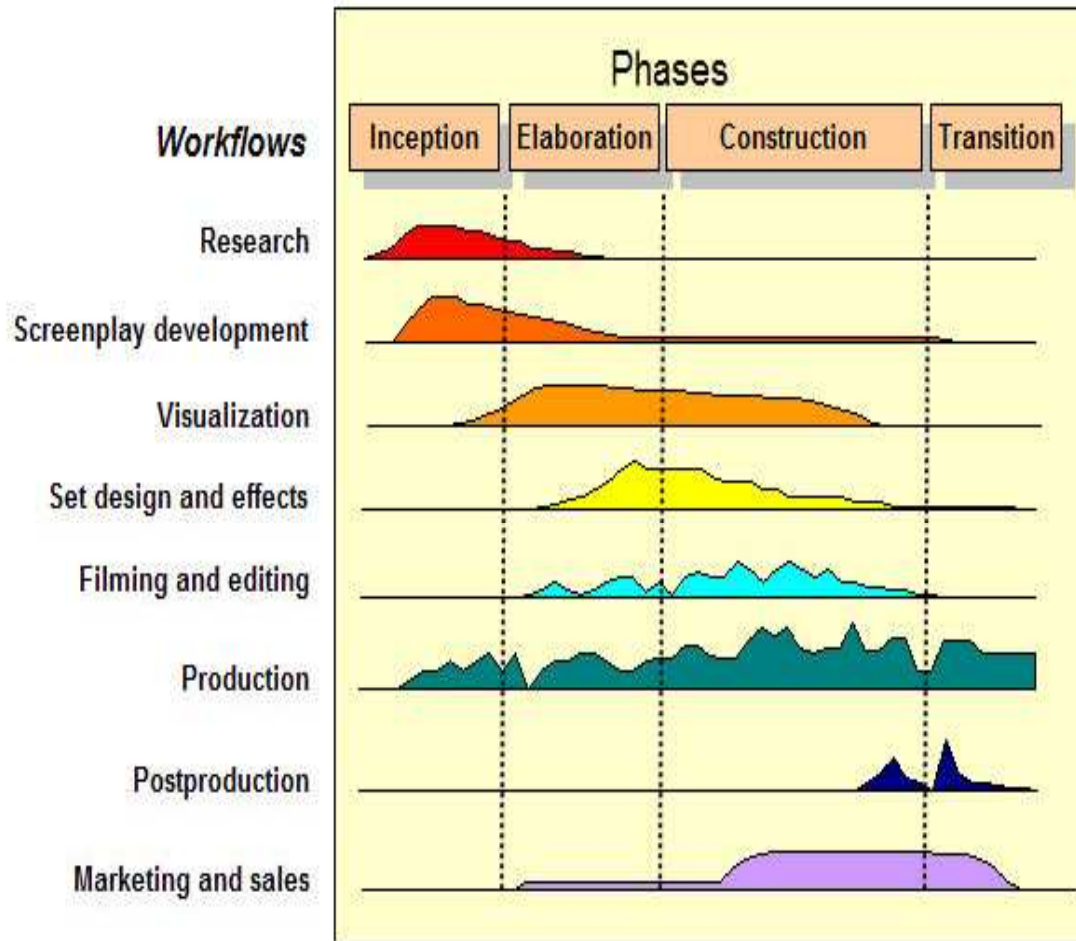 Phases
Workflows
Inception
Elaboration
Construction
Transition
Research
Screenplay development
Visualization
Set design and effects
Filming and editing
Production
Postproduction
Marketing and sales